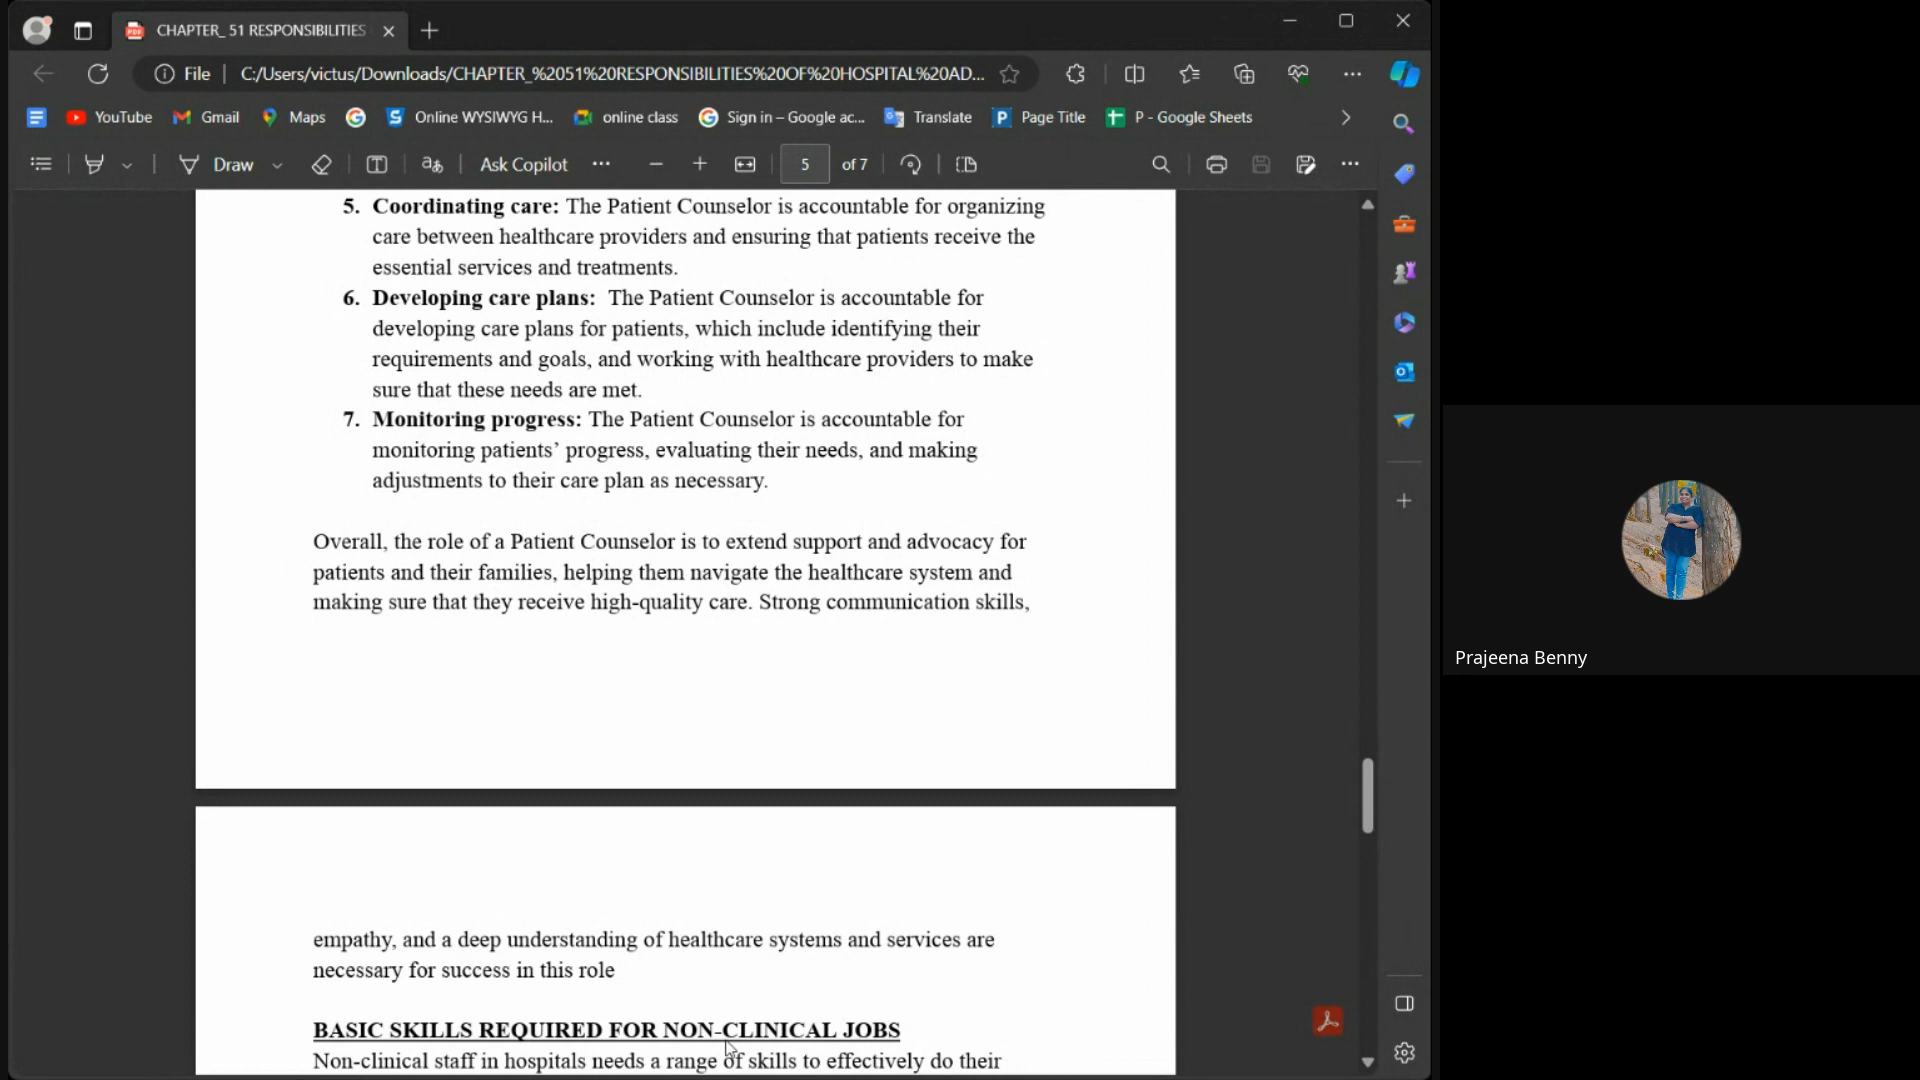 CHAPTER_ 51 RESPONSIBILITIES
File
C:/Users/victus/Downloads/CHAPTER_%2051%20RESPONSIBILITIES%20OF%20HOSPITAL%20AD...
YouTube Gmail Maps Online WYSIWYG H... online class Sign in – Google ac... Translate Page Title P - Google Sheets
Draw Ask Copilot 5 of 7
5. Coordinating care: The Patient Counselor is accountable for organizing
care between healthcare providers and ensuring that patients receive the
essential services and treatments.
6. Developing care plans: The Patient Counselor is accountable for
developing care plans for patients, which include identifying their
requirements and goals, and working with healthcare providers to make
sure that these needs are met.
7. Monitoring progress: The Patient Counselor is accountable for
monitoring patients’ progress, evaluating their needs, and making
adjustments to their care plan as necessary.
Overall, the role of a Patient Counselor is to extend support and advocacy for
patients and their families, helping them navigate the healthcare system and
making sure that they receive high-quality care. Strong communication skills,
empathy, and a deep understanding of healthcare systems and services are
necessary for success in this role
BASIC SKILLS REQUIRED FOR NON-CLINICAL JOBS
Non-clinical staff in hospitals needs a range of skills to effectively do their
Prajeena Benny